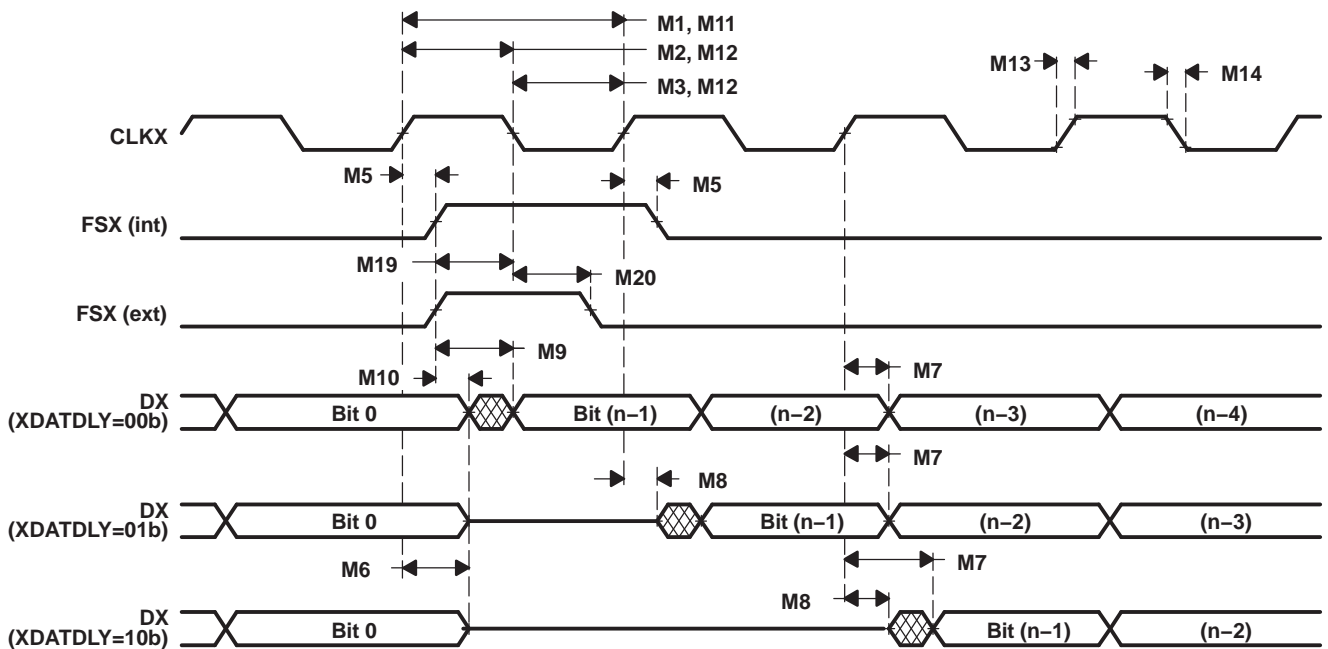 M1, M11
M2, M12
M3, M12
M13
M14
CLKX
M5
M5
FSX (int)
M19
M20
FSX (ext)
M9
M10
M7
DX
(XDATDLY=00b)
Bit 0
Bit (n−1)
(n−2)
(n−3)
(n−4)
M7
M8
DX
(XDATDLY=01b)
Bit 0
Bit (n−1)
(n−2)
(n−3)
M6
M7
M8
DX
(XDATDLY=10b)
Bit 0
Bit (n−1)
(n−2)